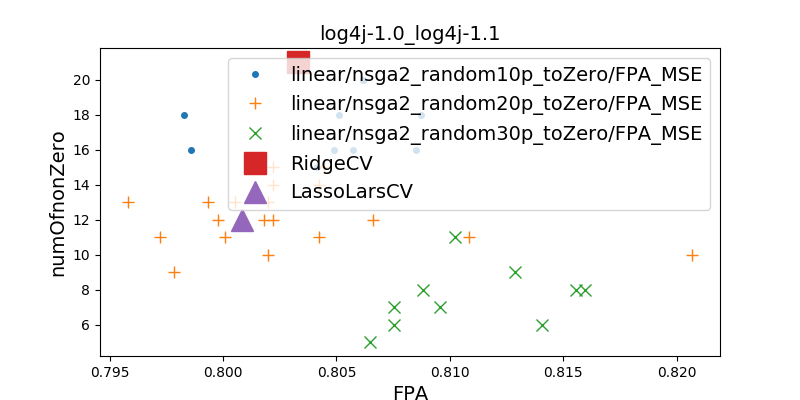 log4j-1.0_log4j-1.1
linear/nsga2_random10p_toZero/FPA_MSE
linear/nsga2_random20p_toZero/FPA_MSE
linear/nsga2_random30p_toZero/FPA_MSE
RidgeCV
LassoLarsCV
numOfnonZero
20
18
16
14
12
10
8
6
0.795
0.800
0.805
0.810
0.815
0.820
FPA